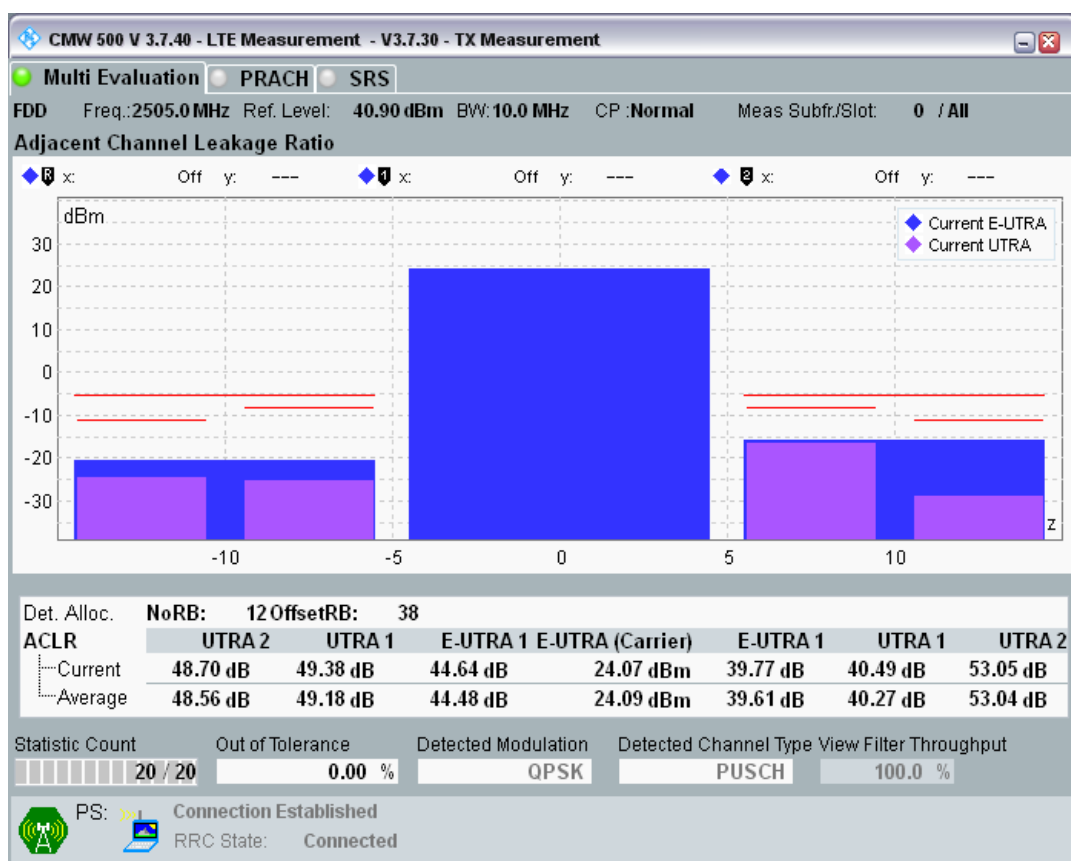 CMW 500 V 3.7.40 - LTE Measurement - V3.7.30 - TX Measurement
Multi Evaluation PRACH SRS
FDD Freq.:2505.0 MHz Ref. Level: 40.90 dBm BW:10.0 MHz CP :Normal Meas Subfr./Slot: 0 / All
Adjacent Channel Leakage Ratio
R x: Off y: --- 1 x: Off y: --- 2 x: Off y: ---
dBm
Current E-UTRA
Current UTRA
30
20
10
0
-10
-20
-30
z
-10 -5 0 5 10
Det. Alloc. NoRB: 12 OffsetRB: 38
ACLR UTRA 2 UTRA 1 E-UTRA 1 E-UTRA (Carrier) E-UTRA 1 UTRA 1 UTRA 2
Current 48.70 dB 49.38 dB 44.64 dB 24.07 dBm 39.77 dB 40.49 dB 53.05 dB
Average 48.56 dB 49.18 dB 44.48 dB 24.09 dBm 39.61 dB 40.27 dB 53.04 dB
Statistic Count Out of Tolerance Detected Modulation Detected Channel Type View Filter Throughput
20 / 20 0.00 % QPSK PUSCH 100.0 %
PS: Connection Established
RRC State: Connected